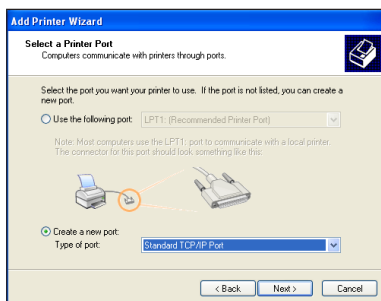 Add Printer Wizard
Select a Printer Port
Computers communicate with printers through ports.
Select the port you want your printer to use. If the port is not listed, you can create a
new port.
Use the following port: LPT1: (Recommended Printer Port)
Note: Most computers use the LPT1: port to communicate with a local printer.
The connector for this port should look something like this:
Create a new port:
Type of port: Standard TCP/IP Port
< Back Next > Cancel